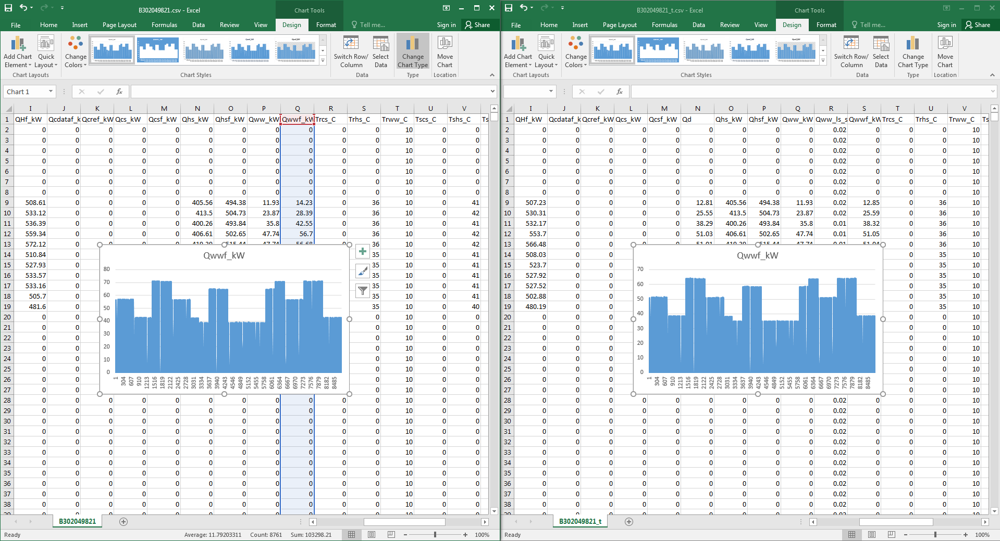 B302049821.csv - Excel
Chart Tools
File Home Insert Page Layout Formulas Data Review View Design Format Tell me... Sign in Share
Add Chart Element Quick Layout Change Colors Switch Row/ Column Select Data Change Chart Type Move Chart
Chart Layouts Chart Styles Data Type Location
Chart 1 fx
I J K L M N O P Q R S T U V
1 QHf_kW Qcdataf_k Qcref_kW Qcs_kW Qcsf_kW Qhs_kW Qhsf_kW Qww_kW Qwwf_kW Trcs_C Trhs_C Trww_C Tscs_C Tshs_C Ts
2 0 0 0 0 0 0 0 0 0 0 0 10 0 0
3 0 0 0 0 0 0 0 0 0 0 0 10 0 0
4 0 0 0 0 0 0 0 0 0 0 0 10 0 0
5 0 0 0 0 0 0 0 0 0 0 0 10 0 0
6 0 0 0 0 0 0 0 0 0 0 0 10 0 0
7 0 0 0 0 0 0 0 0 0 0 0 10 0 0
8 0 0 0 0 0 0 0 0 0 0 0 10 0 0
9 508.61 0 0 0 0 405.56 494.38 11.93 14.23 0 36 10 0 41
10 533.12 0 0 0 0 413.5 504.73 23.87 28.39 0 36 10 0 42
11 536.39 0 0 0 0 400.26 493.84 35.8 42.55 0 36 10 0 41
12 559.34 0 0 0 0 406.61 502.65 47.74 56.7 0 36 10 0 42
13 572.12 0 0 0 0 419.39 515.44 47.74 56.68 0 36 10 0 42
14 510.84 0 35 10 0 41
15 527.93 0 35 10 0 41
16 533.57 0 35 10 0 41
17 533.16 0 35 10 0 41
18 505.7 0 35 10 0 41
19 481.6 0 35 10 0 40
20 0 0 0 10 0 0
21 0 0 0 10 0 0
22 0 0 0 10 0 0
23 0 0 0 10 0 0
24 0 0 0 10 0 0
25 0 0 0 10 0 0
26 0 0 0 10 0 0
27 0 0 0 10 0 0
28 0 0 0 0 0 0 0 0 0 0 0 10 0 0
29 0 0 0 0 0 0 0 0 0 0 0 10 0 0
30 0 0 0 0 0 0 0 0 0 0 0 10 0 0
31 0 0 0 0 0 0 0 0 0 0 0 10 0 0
32 0 0 0 0 0 0 0 0 0 0 0 10 0 0
33 0 0 0 0 0 0 0 0 0 0 0 10 0 0
34 0 0 0 0 0 0 0 0 0 0 0 10 0 0
35 0 0 0 0 0 0 0 0 0 0 0 10 0 0
36 0 0 0 0 0 0 0 0 0 0 0 10 0 0
37 0 0 0 0 0 0 0 0 0 0 0 10 0 0
38 0 0 0 0 0 0 0 0 0 0 0 10 0 0
Qwwf_kW
80
70
60
50
40
30
20
10
0
1 304 607 910 1213 1516 1819 2122 2425 2728 3031 3334 3637 3940 4243 4546 4849 5152 5455 5758 6061 6364 6667 6970 7273 7576 7879 8182 8485
B302049821
Ready Average: 11.79203311 Count: 8761 Sum: 103298.21 100%
B302049821_t.csv - Excel
Chart Tools
File Home Insert Page Layout Formulas Data Review View Design Format Tell me... Sign in Share
Add Chart Element Quick Layout Change Colors Switch Row/ Column Select Data Change Chart Type Move Chart
Chart Layouts Chart Styles Data Type Location
fx
I J K L M N O P Q R S T U V
1 QHf_kW Qcdataf_k Qcref_kW Qcs_kW Qcsf_kW Qd Qhs_kW Qhsf_kW Qww_kW Qww_ls_s Qwwf_kW Trcs_C Trhs_C Trww_C Ts
2 0 0 0 0 0 0 0 0 0 0.02 0 0 0 10
3 0 0 0 0 0 0 0 0 0 0.02 0 0 0 10
4 0 0 0 0 0 0 0 0 0 0.02 0 0 0 10
5 0 0 0 0 0 0 0 0 0 0.02 0 0 0 10
6 0 0 0 0 0 0 0 0 0 0.02 0 0 0 10
7 0 0 0 0 0 0 0 0 0 0.02 0 0 0 10
8 0 0 0 0 0 0 0 0 0 0.02 0 0 0 10
9 507.23 0 0 0 0 12.81 405.56 494.38 11.93 0.02 12.85 0 36 10
10 530.31 0 0 0 0 25.55 413.5 504.73 23.87 0.02 25.59 0 36 10
11 532.17 0 0 0 0 38.29 400.26 493.84 35.8 0.01 38.32 0 36 10
12 553.7 0 0 0 0 51.03 406.61 502.65 47.74 0.01 51.05 0 36 10
13 566.48 0 0 0 0 51.01 419.39 515.44 47.74 0.01 51.04 0 36 10
14 508.03 0 0 35 10
15 523.7 0 0 35 10
16 527.92 0 0 35 10
17 527.52 0 0 35 10
18 502.88 0 0 35 10
19 480.19 0 0 35 10
20 0 0 0 0 0 10
21 0 0 0 0 0 10
22 0 0 0 0 0 10
23 0 0 0 0 0 10
24 0 0 0 0 0 10
25 0 0 0 0 0 10
26 0 0 0 0 0 10
27 0 0 0 0 0 10
28 0 0 0 0 0 0 0 0 0 0.02 0 0 0 10
29 0 0 0 0 0 0 0 0 0 0.02 0 0 0 10
30 0 0 0 0 0 0 0 0 0 0.02 0 0 0 10
31 0 0 0 0 0 0 0 0 0 0.02 0 0 0 10
32 0 0 0 0 0 0 0 0 0 0.02 0 0 0 10
33 0 0 0 0 0 0 0 0 0 0.02 0 0 0 10
34 0 0 0 0 0 0 0 0 0 0.02 0 0 0 10
35 0 0 0 0 0 0 0 0 0 0.02 0 0 0 10
36 0 0 0 0 0 0 0 0 0 0.02 0 0 0 10
37 0 0 0 0 0 0 0 0 0 0.02 0 0 0 10
38 0 0 0 0 0 0 0 0 0 0.02 0 0 0 10
Qwwf_kW
70
60
50
40
30
20
10
0
1 304 607 910 1213 1516 1819 2122 2425 2728 3031 3334 3637 3940 4243 4546 4849 5152 5455 5758 6061 6364 6667 6970 7273 7576 7879 8182 8485
B302049821_t
Ready 100%